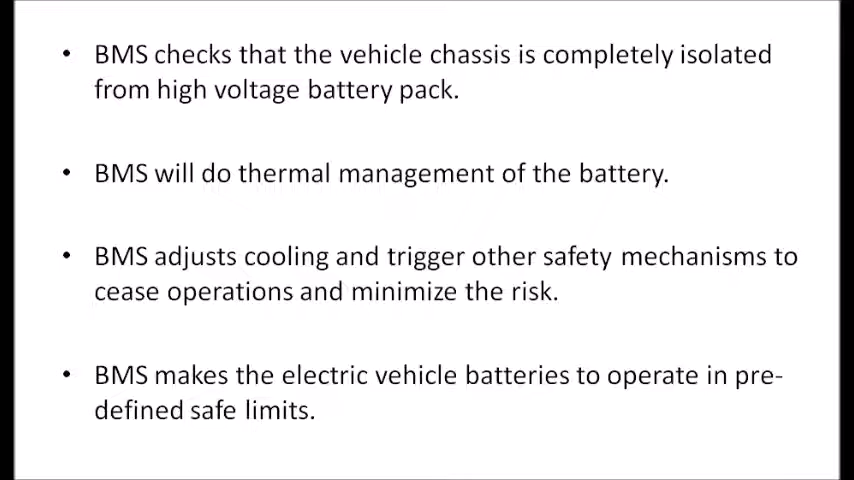 • BMS checks that the vehicle chassis is completely isolated
from high voltage battery pack.
• BMS will do thermal management of the battery.
• BMS adjusts cooling and trigger other safety mechanisms to
cease operations and minimize the risk.
• BMS makes the electric vehicle batteries to operate in pre-
defined safe limits.